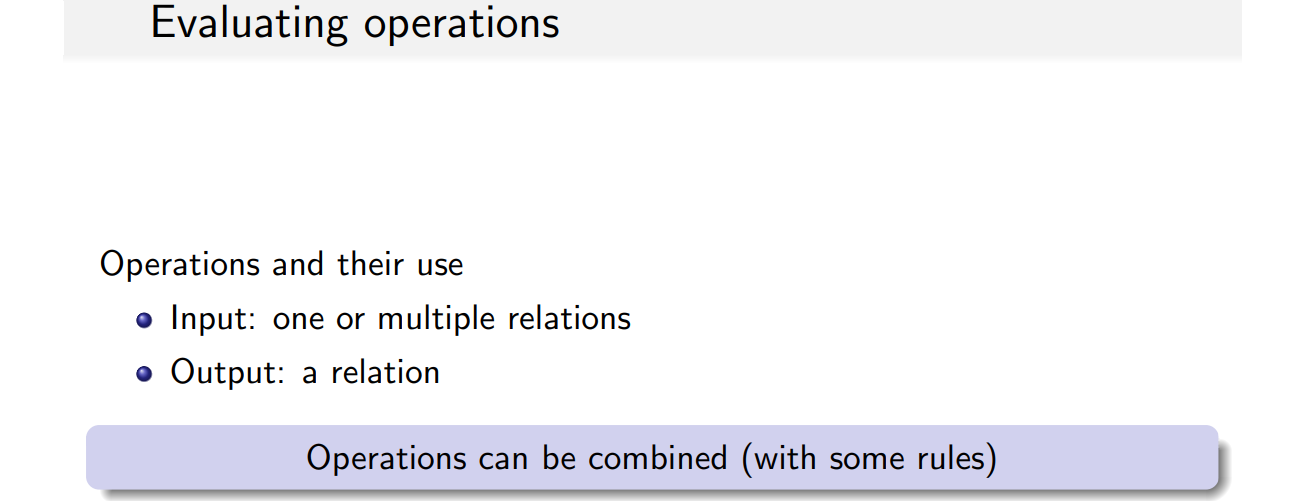 Evaluating operations
Operations and their use
Input: one or multiple relations
Output: a relation
Operations can be combined (with some rules)